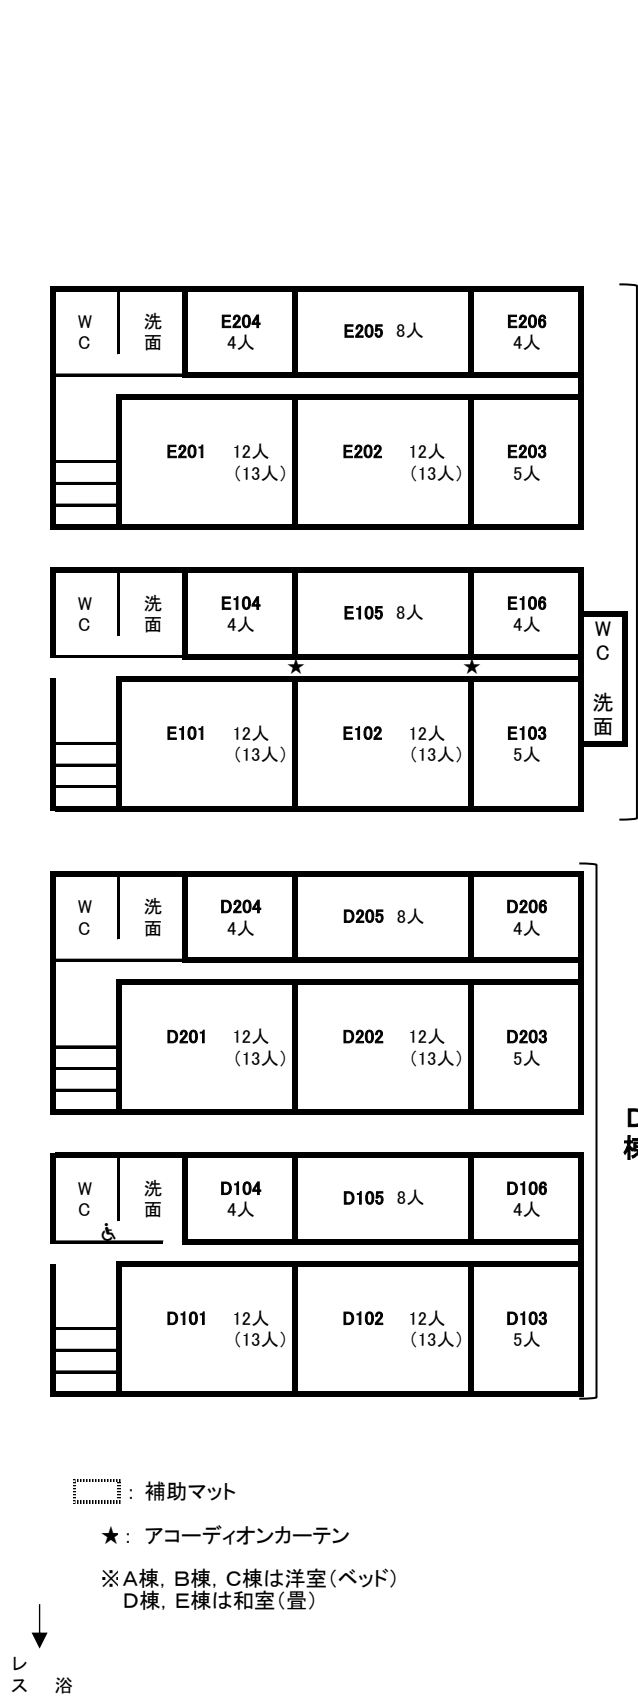 WC 洗面 E204 4人 E205 8人 E206 4人
E201 12人 (13人) E202 12人 (13人) E203 5人
WC 洗面 E104 4人 E105 8人 E106 4人
WC 洗面
★ ★
E101 12人 (13人) E102 12人 (13人) E103 5人
WC 洗面 D204 4人 D205 8人 D206 4人
D201 12人 (13人) D202 12人 (13人) D203 5人
D棟
WC 洗面 D104 4人 D105 8人 D106 4人
D101 12人 (13人) D102 12人 (13人) D103 5人
： 補助マット
★： アコーディオンカーテン
※A棟，B棟，C棟は洋室（ベッド）
D棟，E棟は和室（畳）
レス 浴